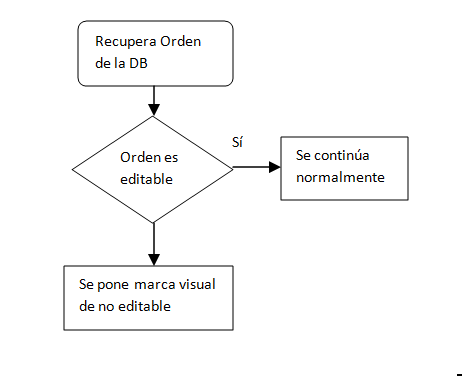 Recupera Orden
de la DB
Orden es
editable
Sí
Se continúa
normalmente
Se pone marca visual
de no editable